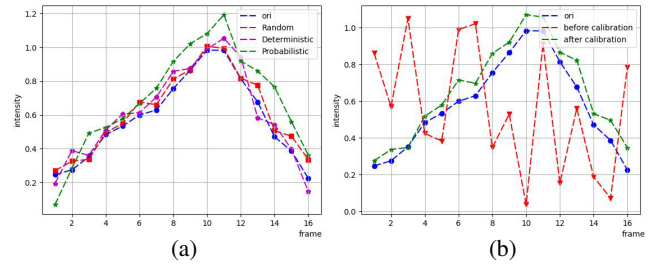 intensity
1.2
1.0
0.8
0.6
0.4
0.2
ori
Random
Deterministic
Probabilistic
2 4 6 8 10 12 14 16
frame
(a)
intensity
1.0
0.8
0.6
0.4
0.2
0.0
ori
before calibration
after calibration
2 4 6 8 10 12 14 16
frame
(b)